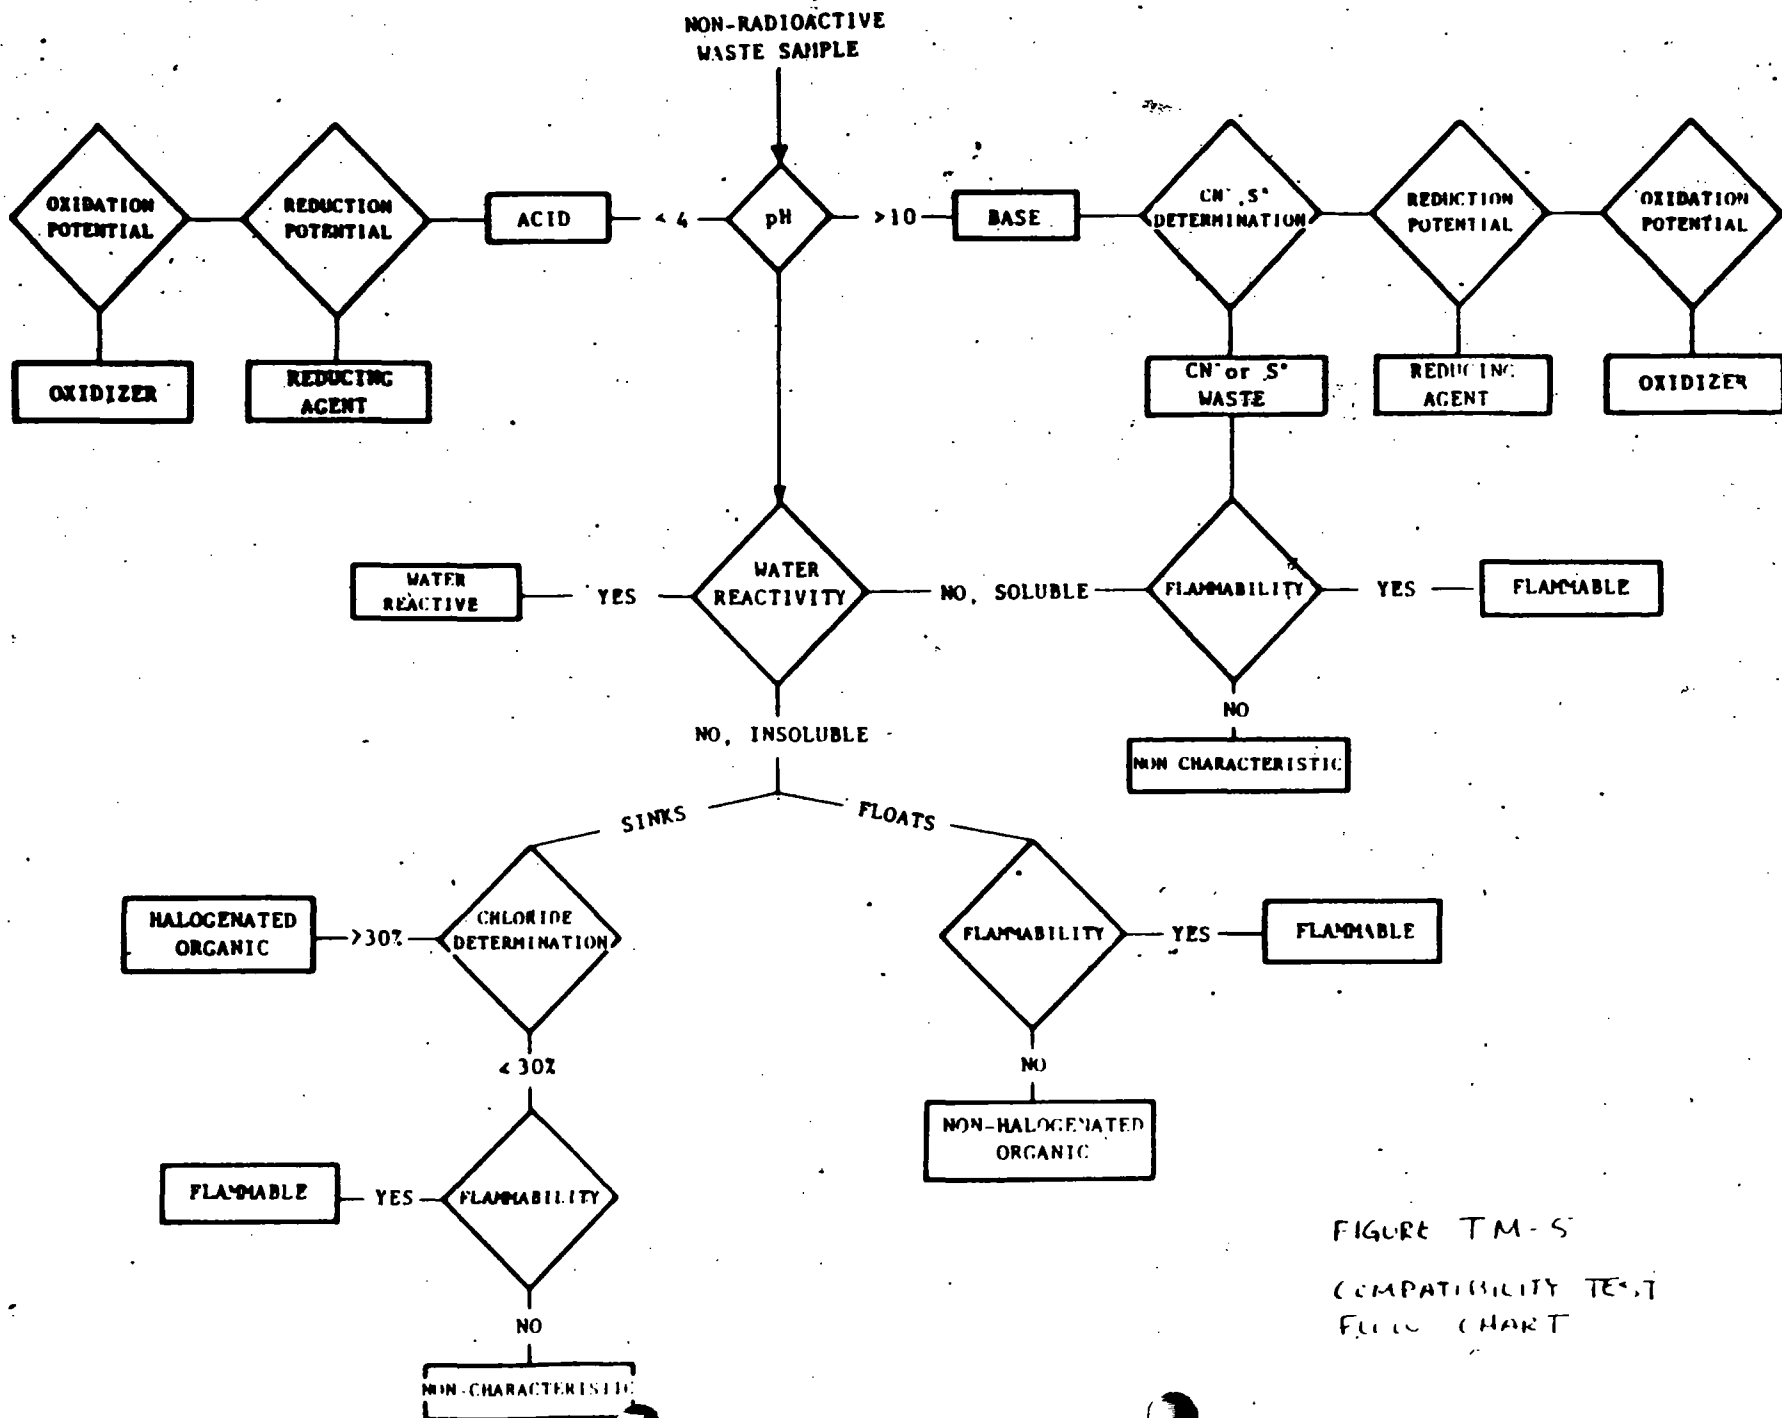 NON-RADIOACTIVE
WASTE SAMPLE
OXIDATION
POTENTIAL
REDUCTION
POTENTIAL
ACID
< 4
pH
>10
BASE
CN⁻,S⁼
DETERMINATION
REDUCTION
POTENTIAL
OXIDATION
POTENTIAL
OXIDIZER
REDUCING
AGENT
CN⁻ or S⁼
WASTE
REDUCING
AGENT
OXIDIZER
WATER
REACTIVE
YES
WATER
REACTIVITY
NO, SOLUBLE
FLAMMABILITY
YES
FLAMMABLE
NO
NON CHARACTERISTIC
NO, INSOLUBLE
SINKS
FLOATS
HALOGENATED
ORGANIC
>30%
CHLORIDE
DETERMINATION
FLAMMABILITY
YES
FLAMMABLE
< 30%
NO
NON-HALOGENATED
ORGANIC
FLAMMABLE
YES
FLAMMABILITY
NO
NON-CHARACTERISTIC
FIGURE TM-5
COMPATIBILITY TEST
FLOW CHART